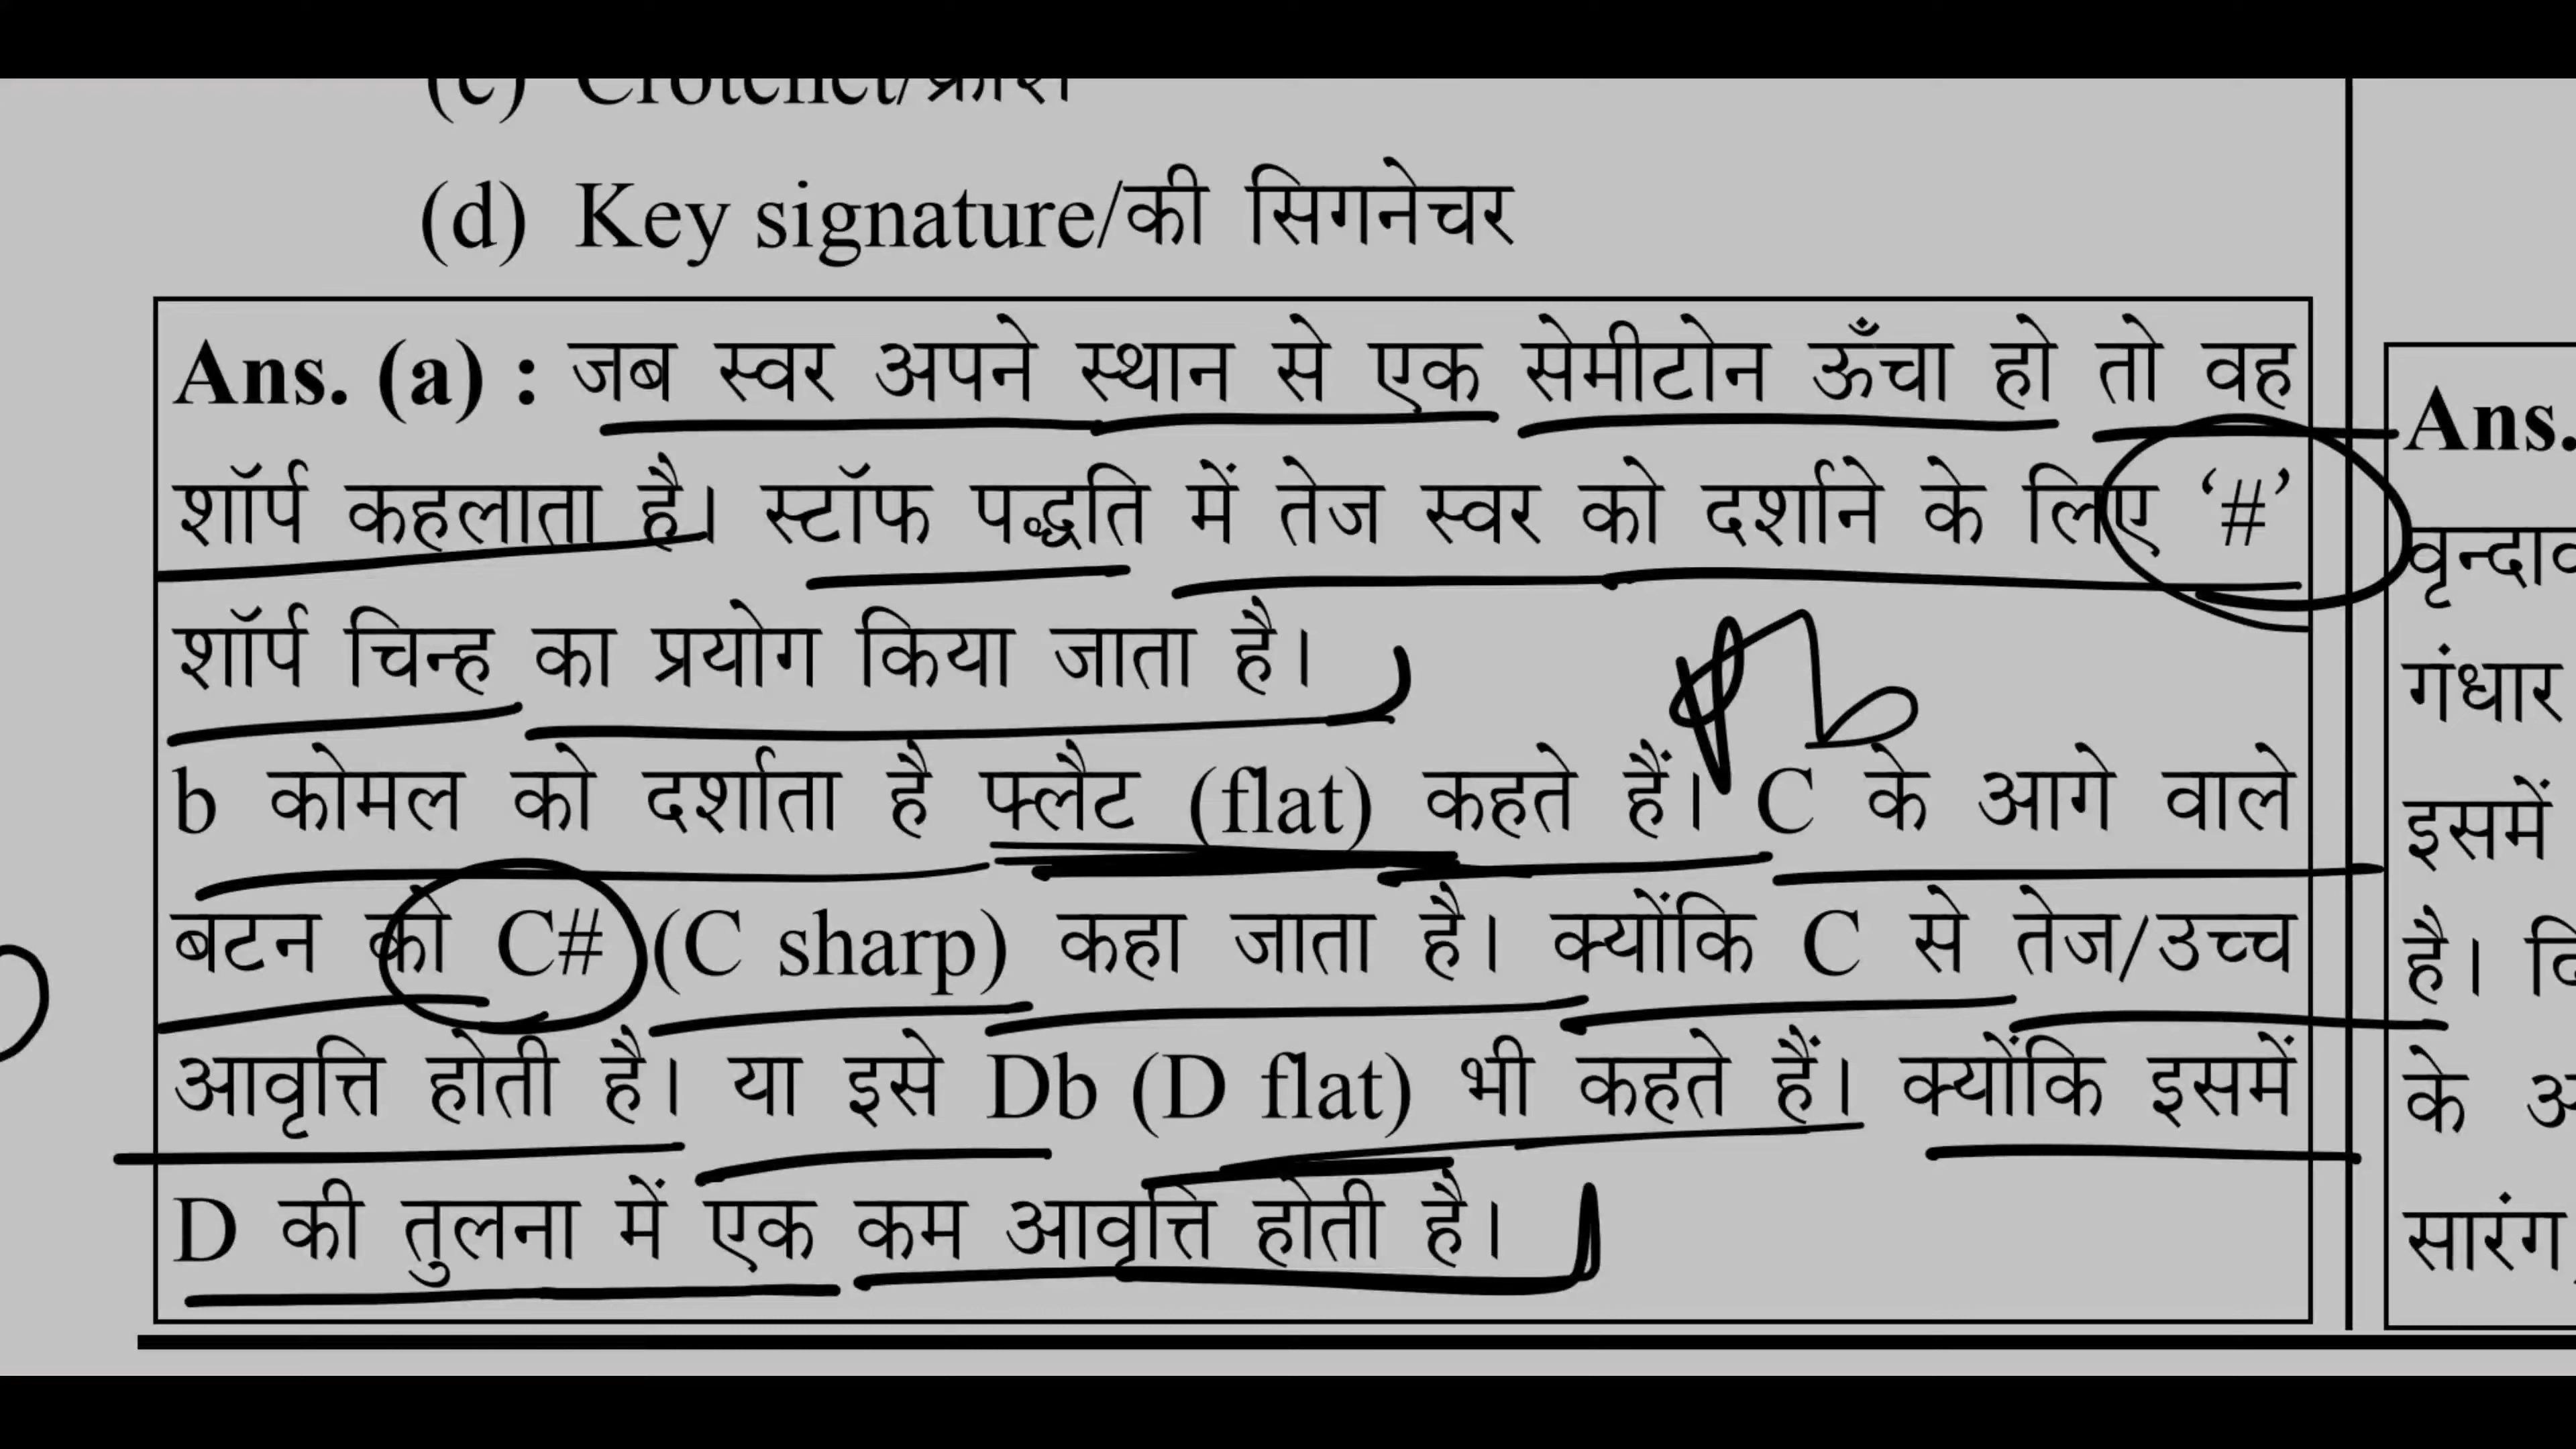 (c) Crotchet/क्रोश
(d) Key signature/की सिगनेचर
Ans. (a) : जब स्वर अपने स्थान से एक सेमीटोन ऊँचा हो तो वह
शॉर्प कहलाता है। स्टॉफ पद्धति में तेज स्वर को दर्शाने के लिए ‘#’
शॉर्प चिन्ह का प्रयोग किया जाता है।
b कोमल को दर्शाता है फ्लैट (flat) कहते हैं। C के आगे वाले
बटन को C# (C sharp) कहा जाता है। क्योंकि C से तेज/उच्च
आवृत्ति होती है। या इसे Db (D flat) भी कहते हैं। क्योंकि इसमें
D की तुलना में एक कम आवृत्ति होती है।
Ans.
गंधार
इसमें
है।
के
सारंग,